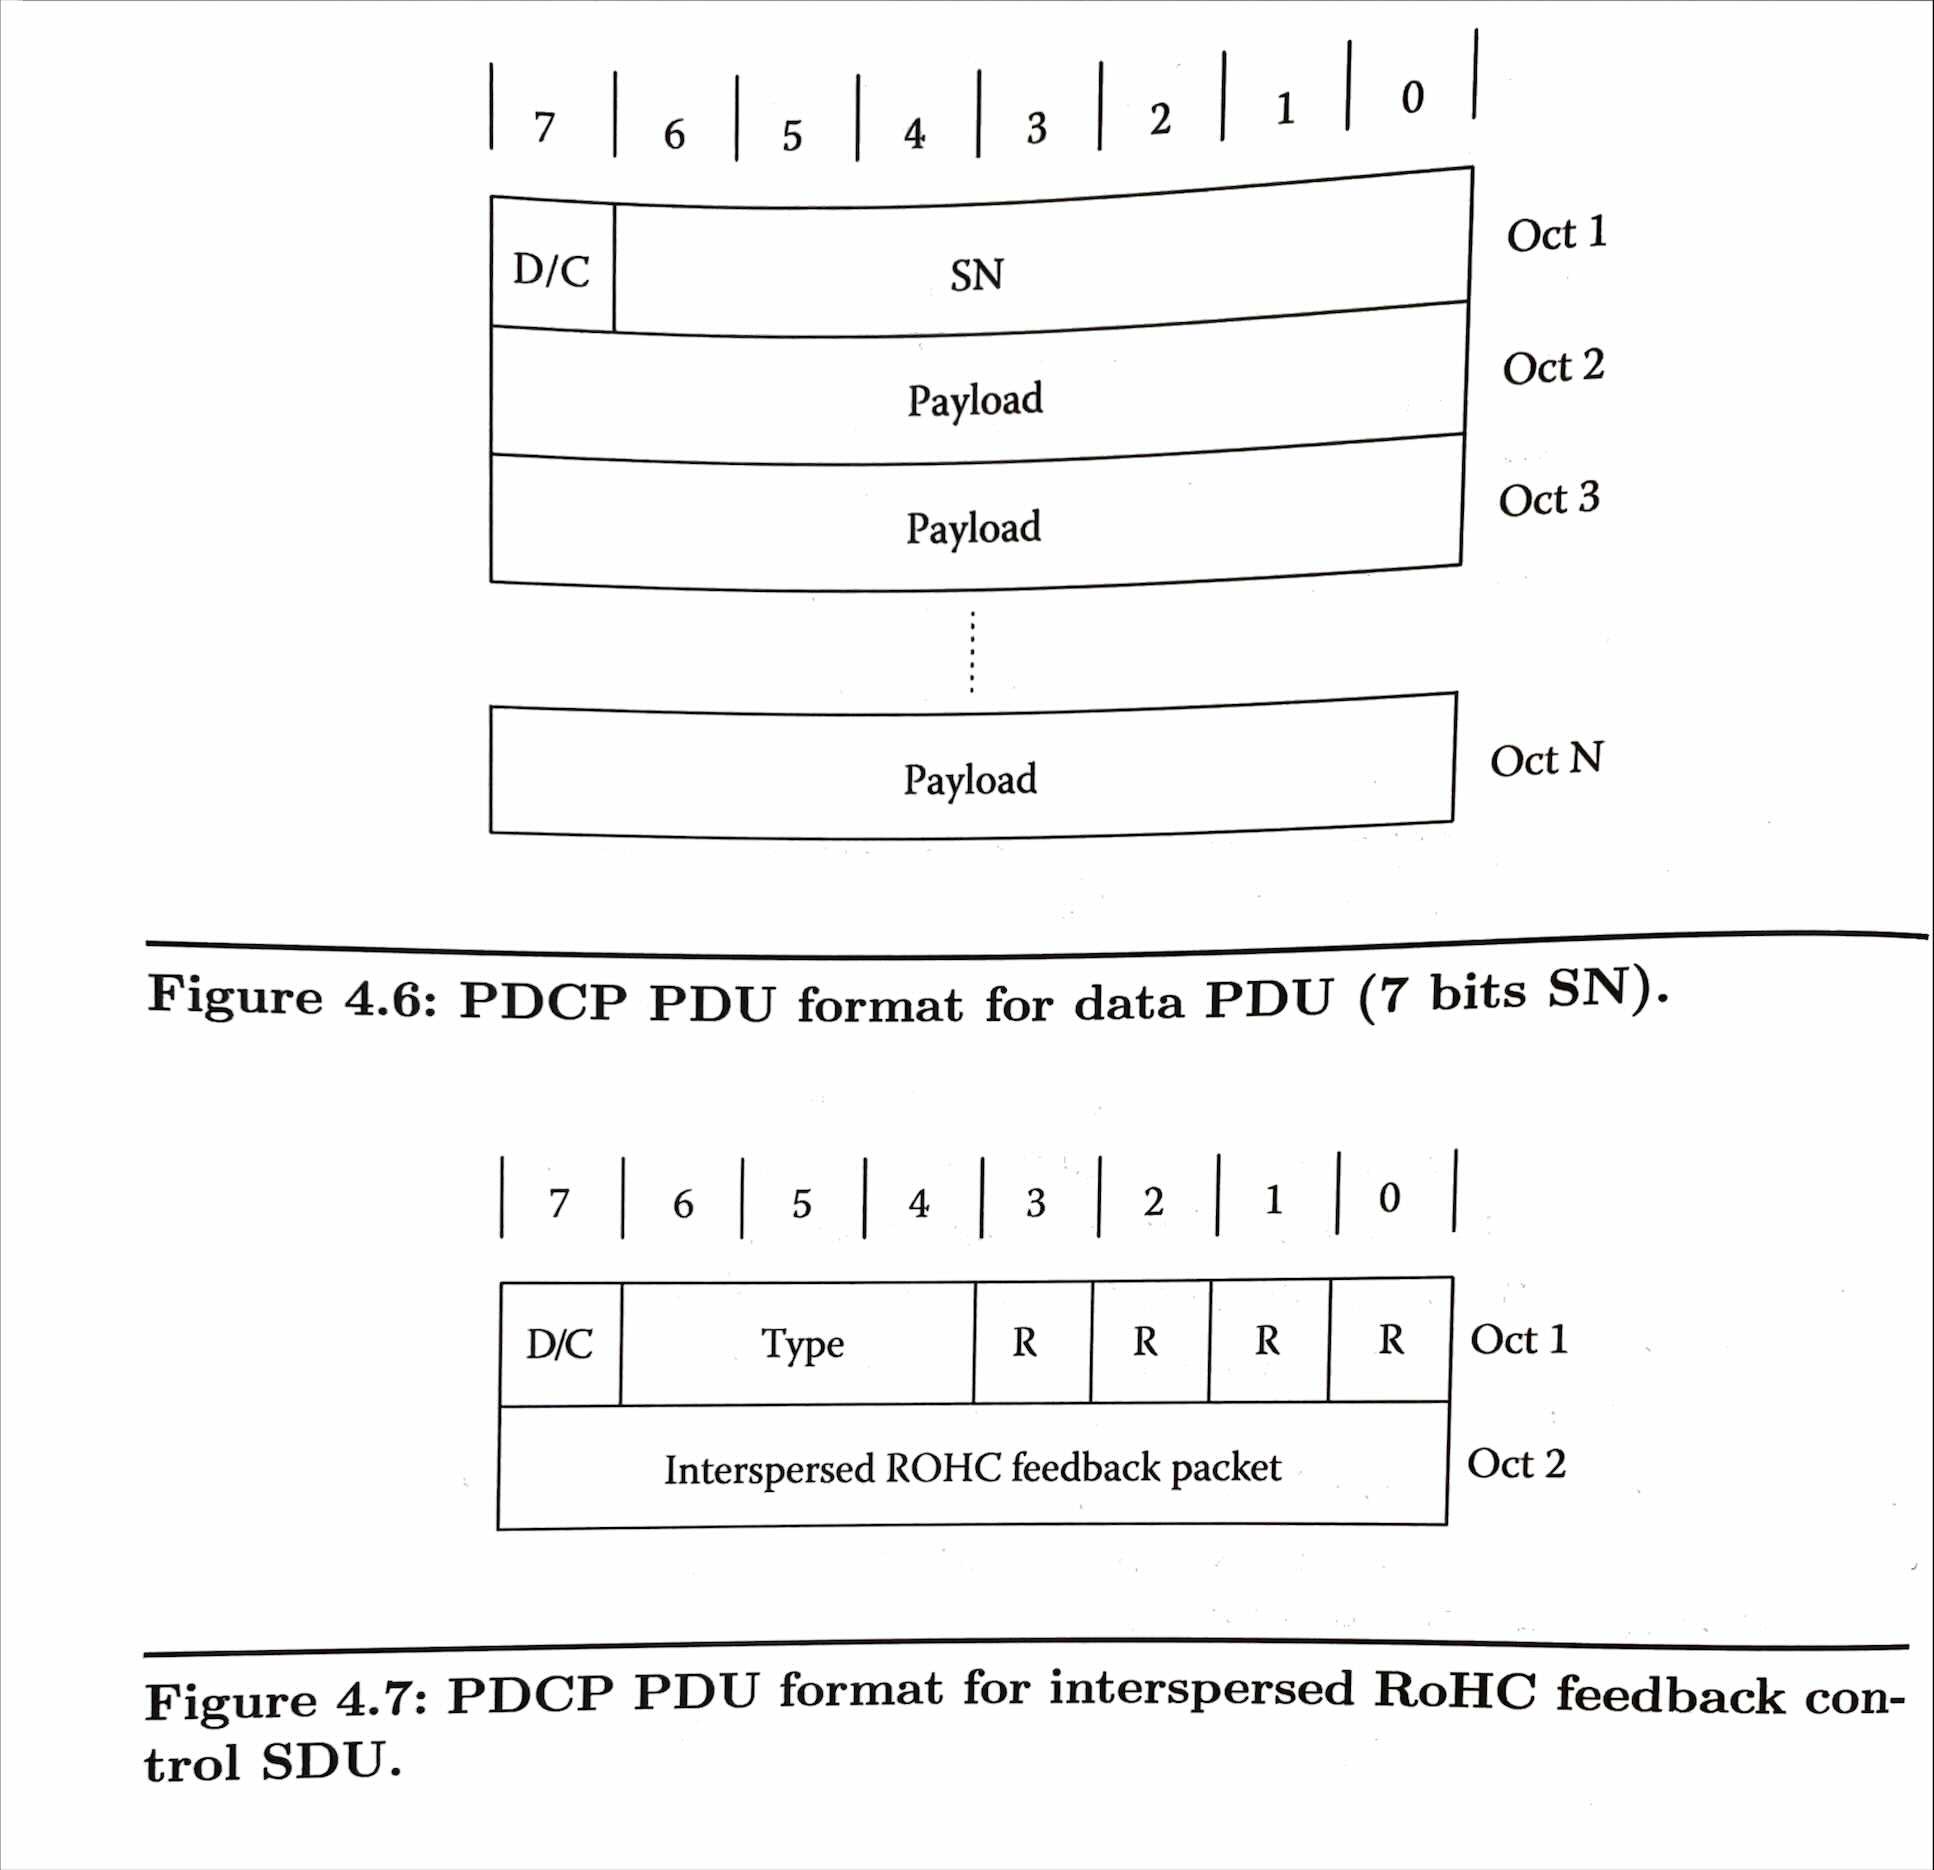 7 6 5 4 3 2 1 0
D/C SN Oct 1
Payload Oct 2
Payload Oct 3
Payload Oct N
Figure 4.6: PDCP PDU format for data PDU (7 bits SN).
7 6 5 4 3 2 1 0
D/C Type R R R R Oct 1
Interspersed ROHC feedback packet Oct 2
Figure 4.7: PDCP PDU format for interspersed RoHC feedback con-
trol SDU.